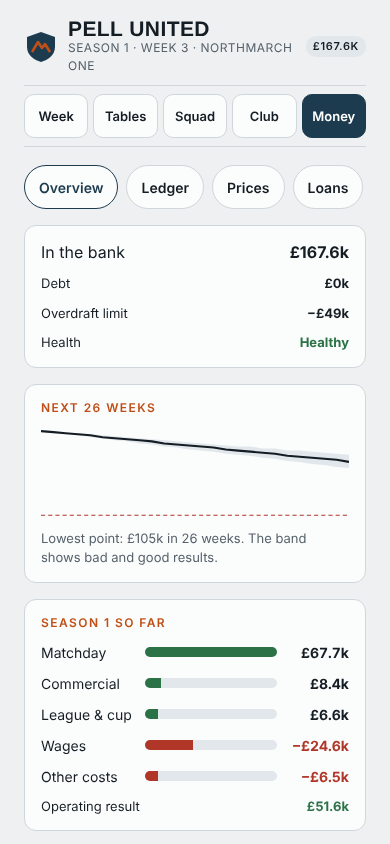 PELL UNITED
SEASON 1 · WEEK 3 · NORTHMARCH
ONE
£167.6K
Week Tables Squad Club Money
Overview Ledger Prices Loans
In the bank £167.6k
Debt £0k
Overdraft limit −£49k
Health Healthy
NEXT 26 WEEKS
Lowest point: £105k in 26 weeks. The band
shows bad and good results.
SEASON 1 SO FAR
Matchday £67.7k
Commercial £8.4k
League & cup £6.6k
Wages −£24.6k
Other costs −£6.5k
Operating result £51.6k